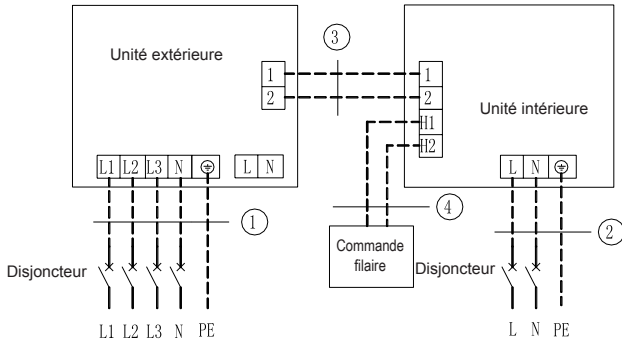 Unité extérieure
3
1
2
1
2
H1
H2
Unité intérieure
L1 L2 L3 N
L N
L N
1
4
2
Commande
filaire
Disjoncteur
Disjoncteur
L1 L2 L3 N PE
L N PE